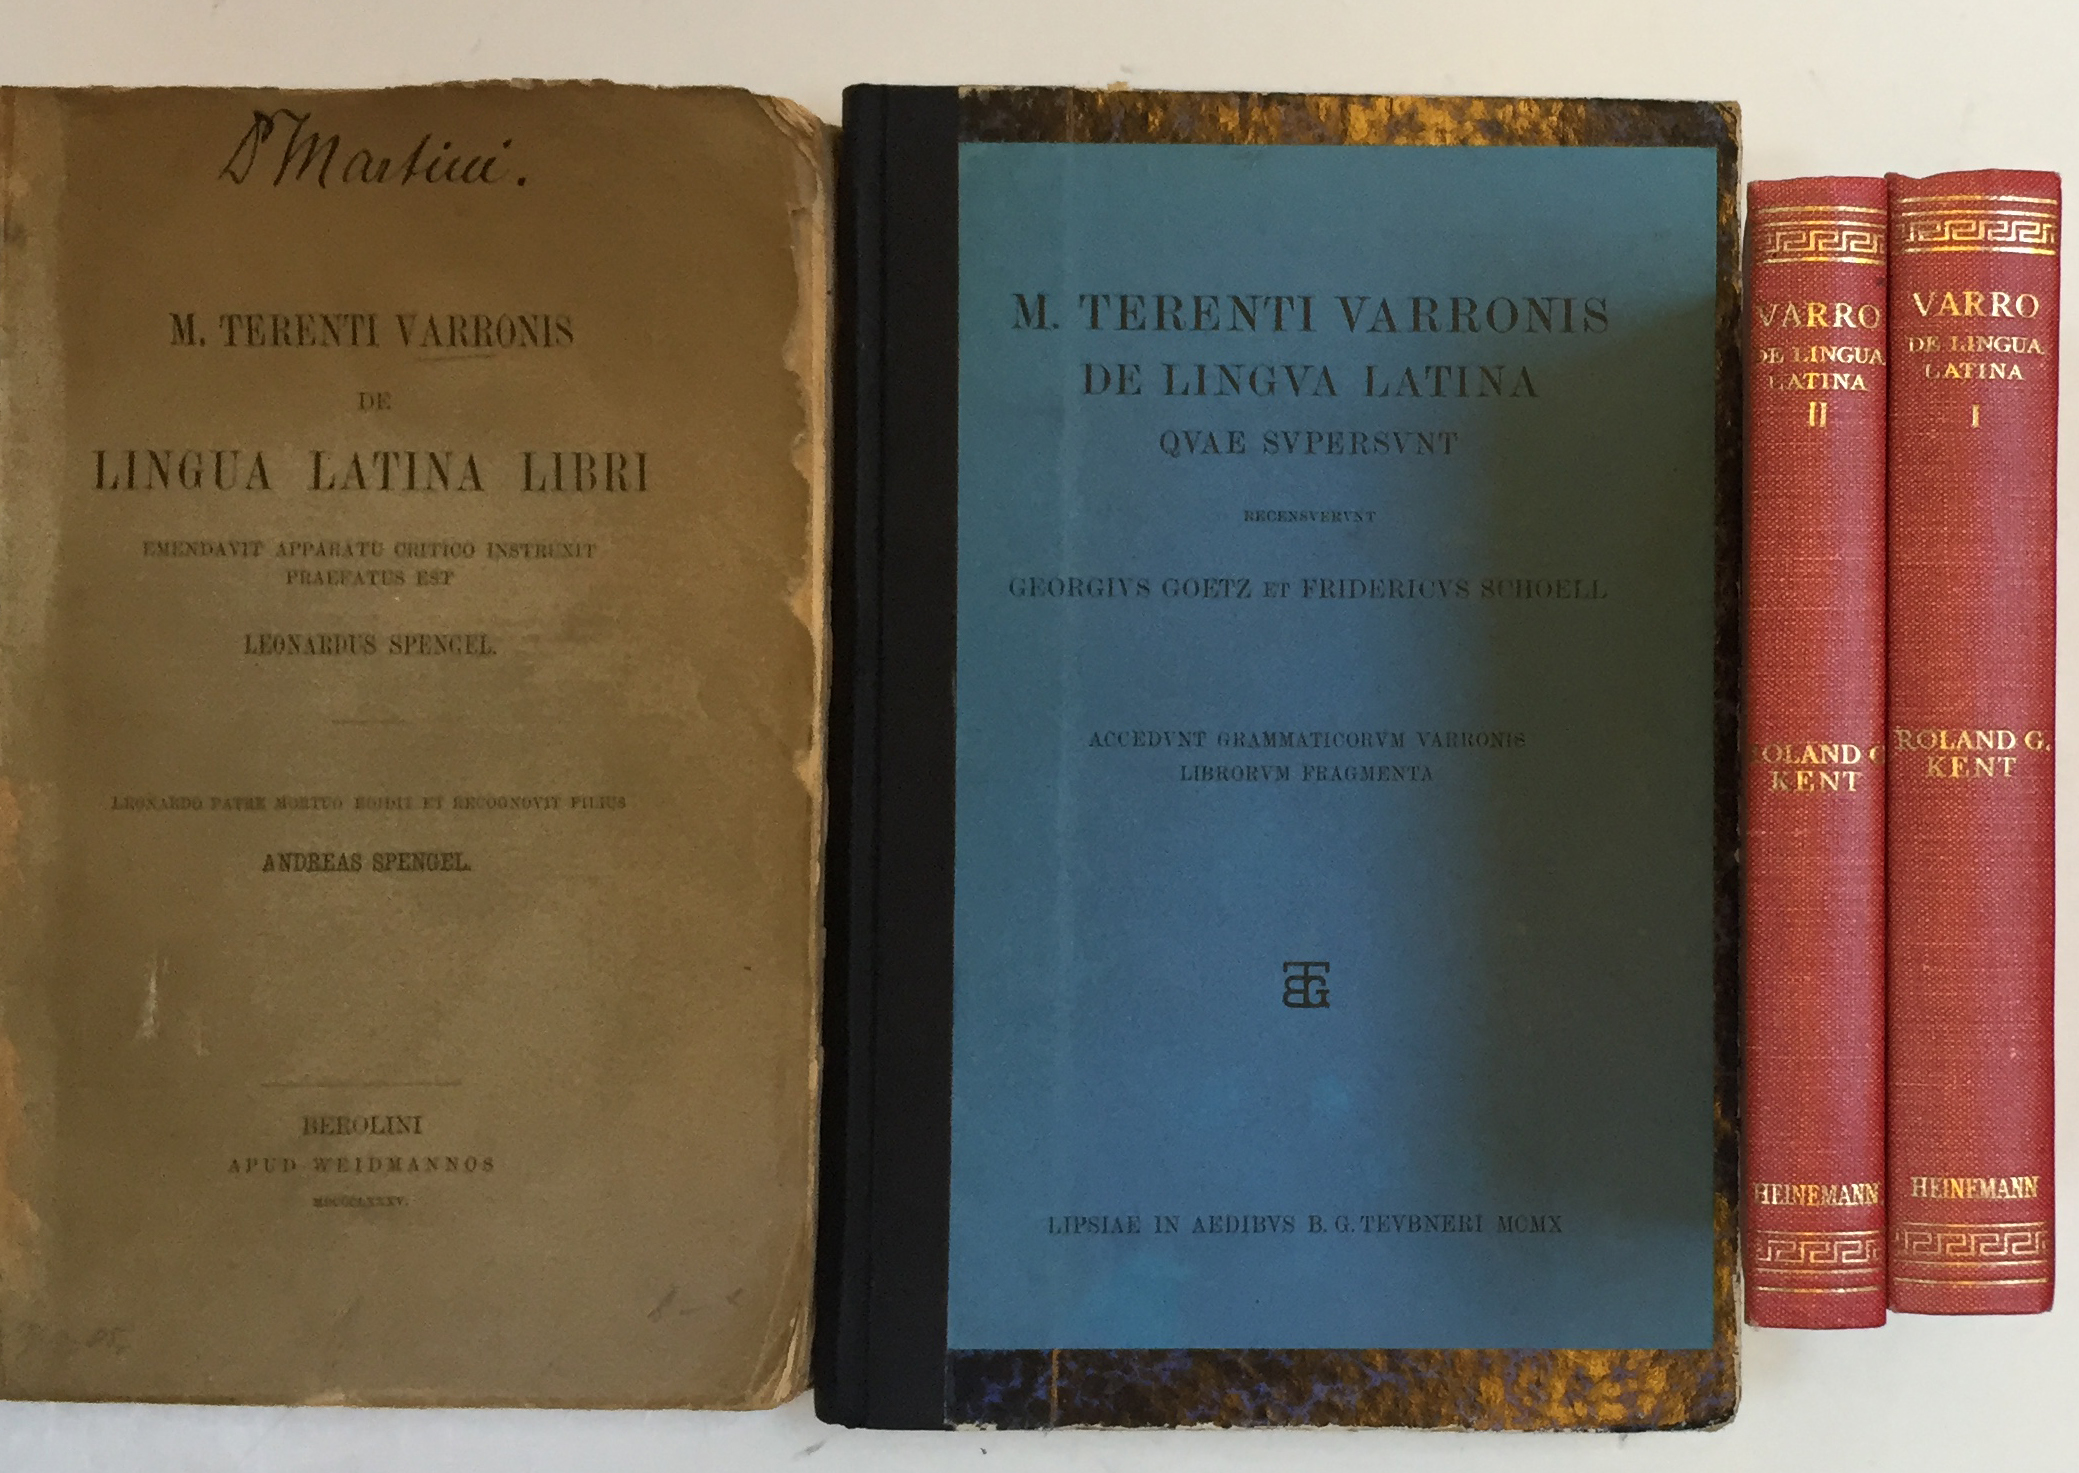 Dr Martini.
M. TERENTI VARRONIS
DE
LINGUA LATINA LIBRI
EMENDAVIT APPARATU CRITICO INSTRUXIT
PRAEFATUS EST
LEONARDUS SPENGEL.
LEONARDO PATRE MORTUO EDIDIT ET RECOGNOVIT FILIUS
ANDREAS SPENGEL.
BEROLINI
APUD WEIDMANNOS
MDCCCLXXXV.
M. TERENTI VARRONIS
DE LINGVA LATINA
QVAE SVPERSVNT
RECENSVERVNT
GEORGIVS GOETZ ET FRIDERICVS SCHOELL
ACCEDVNT GRAMMATICORVM VARRONIS
LIBRORVM FRAGMENTA
BTG
LIPSIAE IN AEDIBVS B. G. TEVBNERI MCMX
VARRO
DE LINGUA
LATINA
II
ROLAND G
KENT
HEINEMANN
VARRO
DE LINGUA
LATINA
I
ROLAND G.
KENT
HEINEMANN